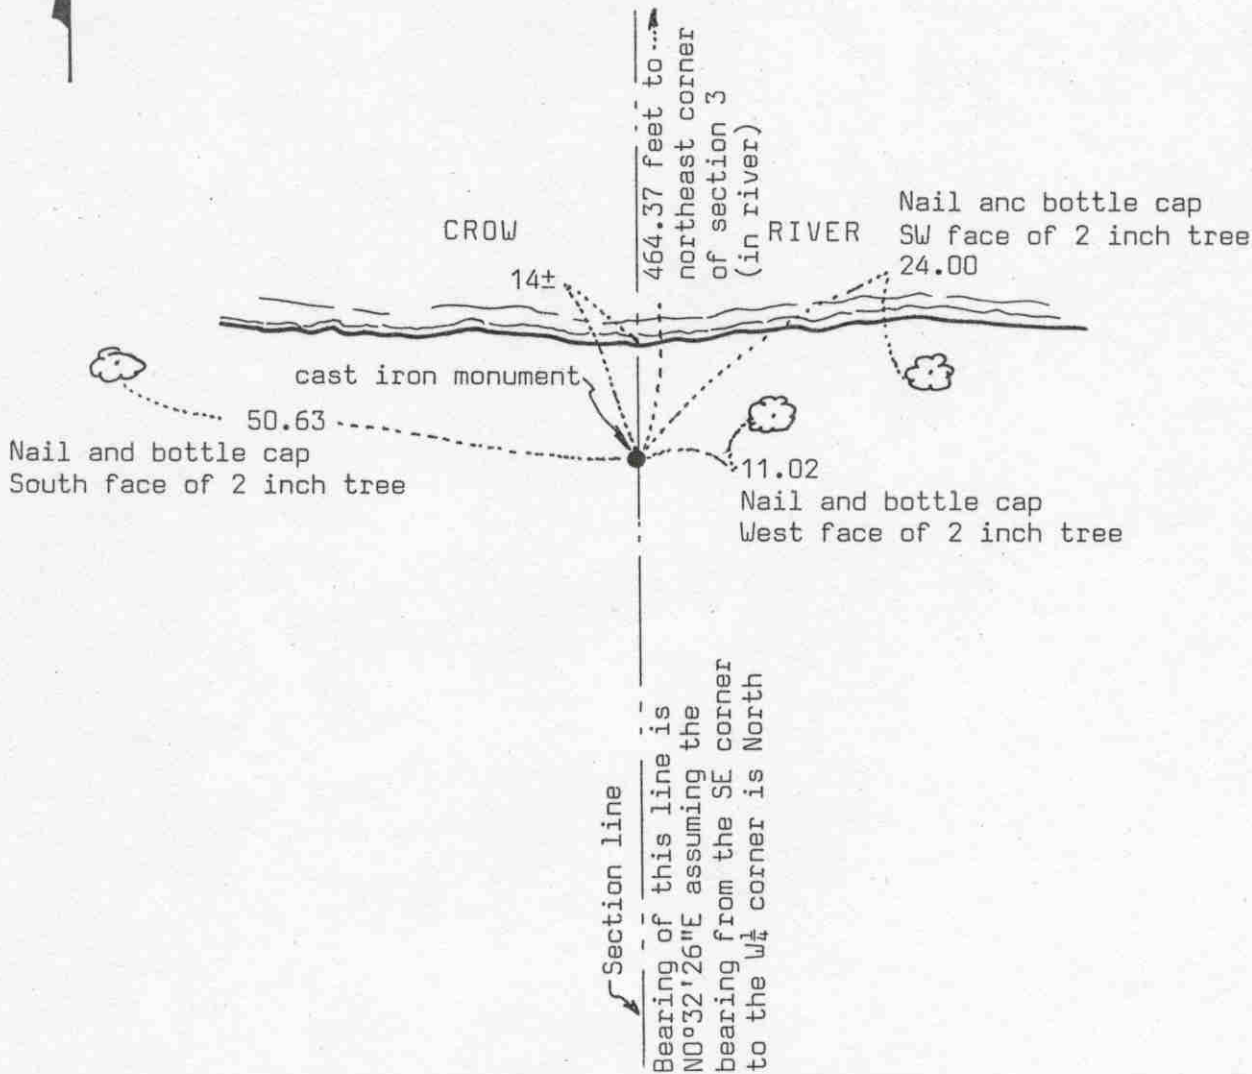 464.37 feet to
northeast corner
of section 3
(in river)
CROW
RIVER
Nail anc bottle cap
SW face of 2 inch tree
24.00
14±
cast iron monument
50.63
Nail and bottle cap
South face of 2 inch tree
11.02
Nail and bottle cap
West face of 2 inch tree
Section line
Bearing of this line is
N0°32'26"E assuming the
bearing from the SE corner
to the W¼ corner is North